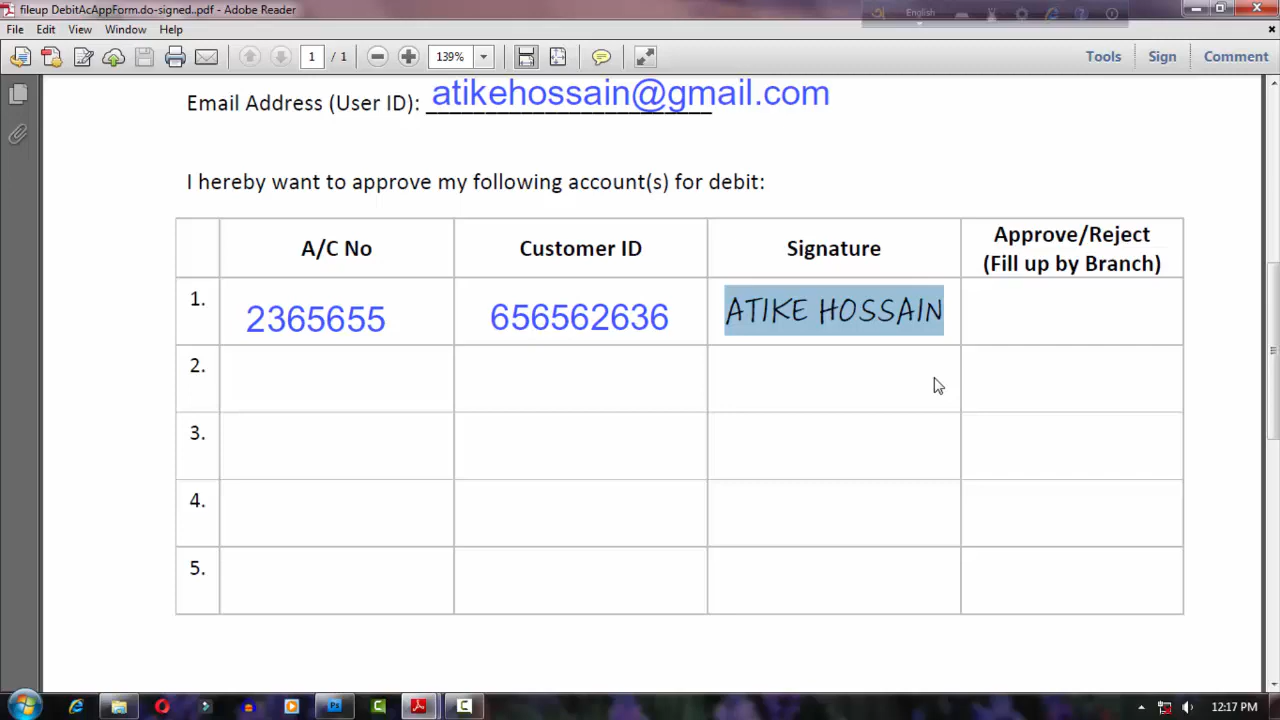 fileup DebitAcAppForm.do-signed..pdf - Adobe Reader
English
File Edit View Window Help
1 / 1 139% Tools Sign Comment
Email Address (User ID): atikehossain@gmail.com
I hereby want to approve my following account(s) for debit:
A/C No Customer ID Signature Approve/Reject
(Fill up by Branch)
1. 2365655 656562636 ATIKE HOSSAIN
2.
3.
4.
5.
12:17 PM